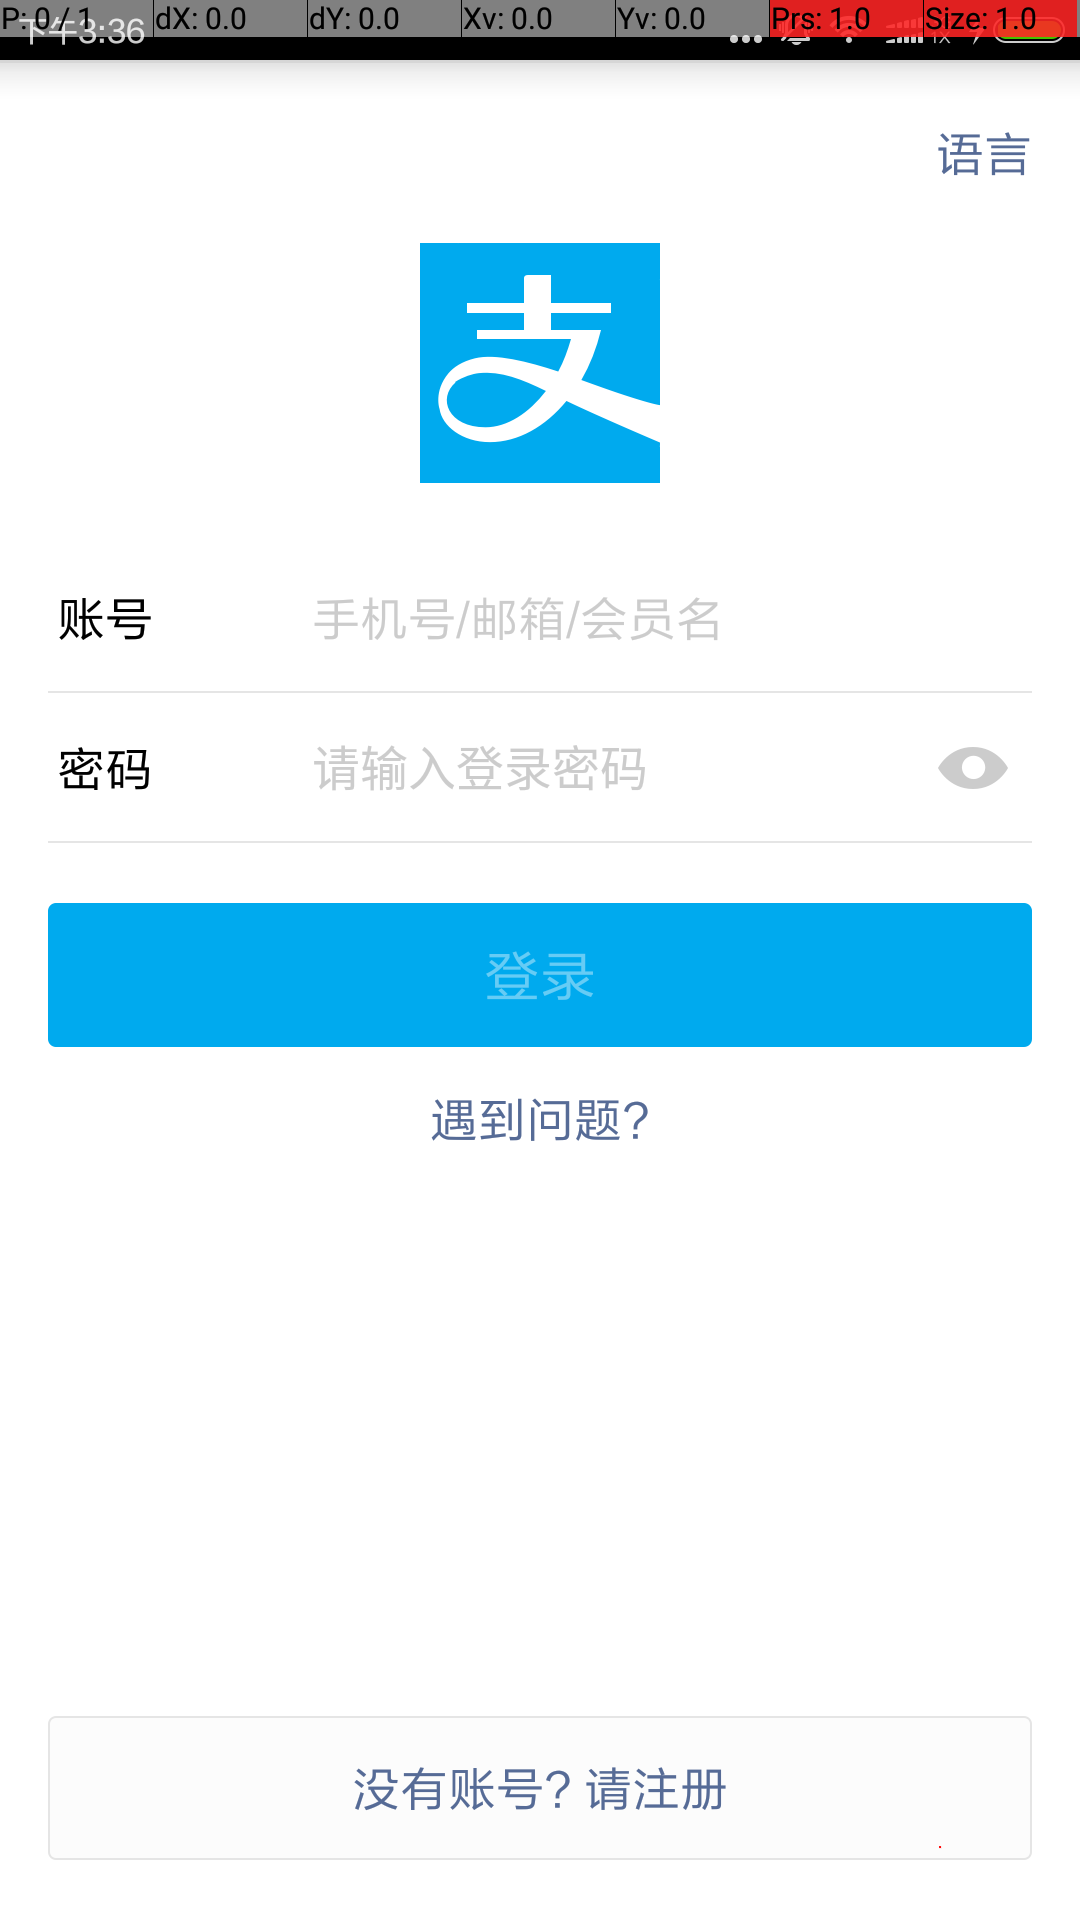 P: 0 / 1 dX: 0.0 dY: 0.0 Xv: 0.0 Yv: 0.0 Prs: 1.0 Size: 1.0
下午3:36 1X
语言
支
账号 手机号/邮箱/会员名
密码 请输入登录密码
登录
遇到问题?
没有账号? 请注册